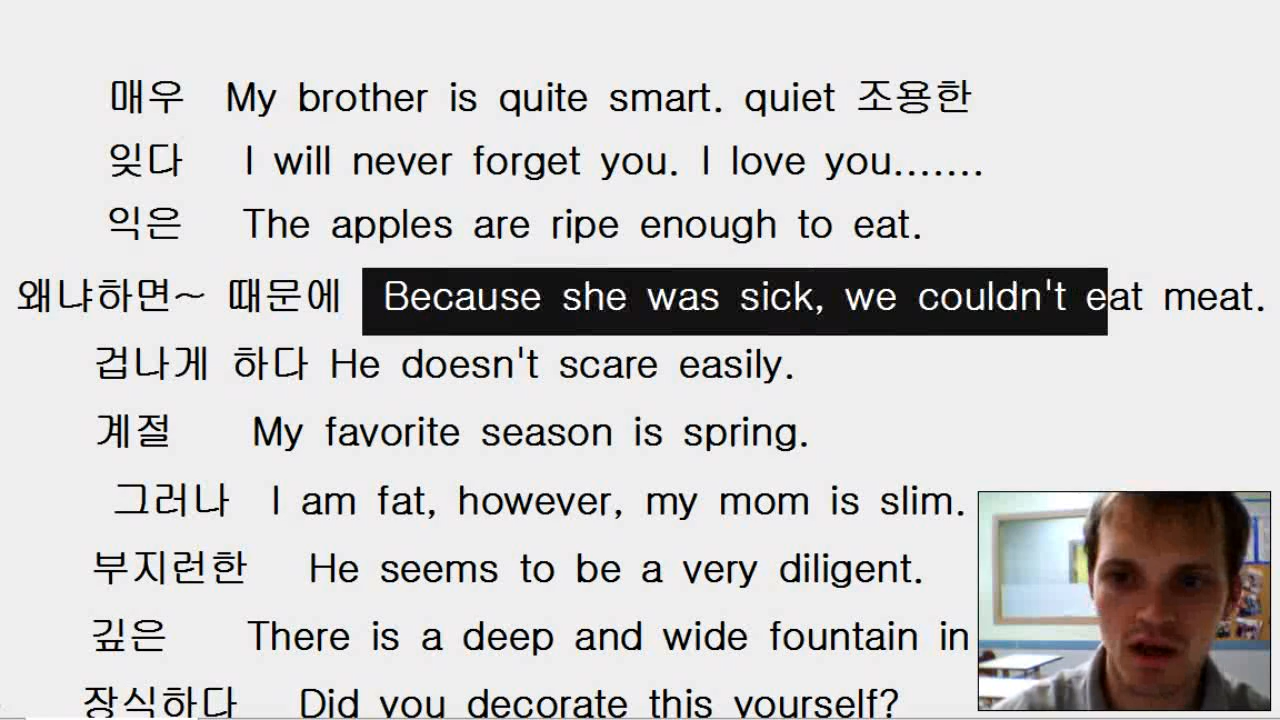 매우 My brother is quite smart. quiet 조용한
잊다 I will never forget you. I love you.......
익은 The apples are ripe enough to eat.
왜냐하면~ 때문에 Because she was sick, we couldn't eat meat.
겁나게 하다 He doesn't scare easily.
계절 My favorite season is spring.
그러나 I am fat, however, my mom is slim.
부지런한 He seems to be a very diligent.
깊은 There is a deep and wide fountain in
장식하다 Did you decorate this yourself?